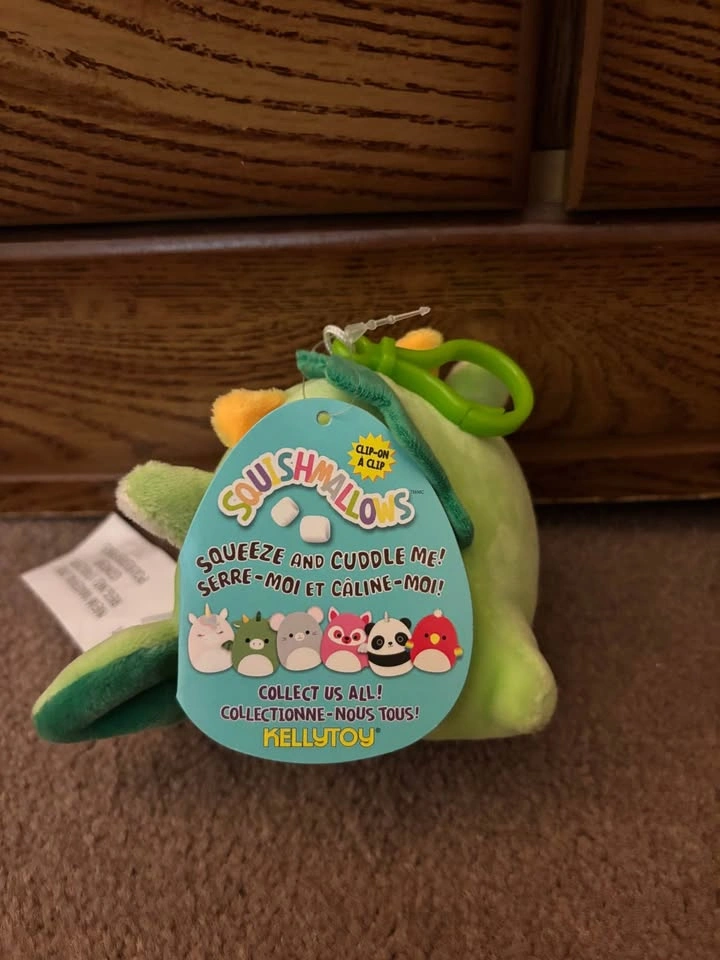 SQUISHMALLOWS
CLIP-ON
À CLIP
SQUEEZE AND CUDDLE ME!
SERRE-MOI ET CÂLINE-MOI!
COLLECT US ALL!
COLLECTIONNE-NOUS TOUS!
KELLYTOY®